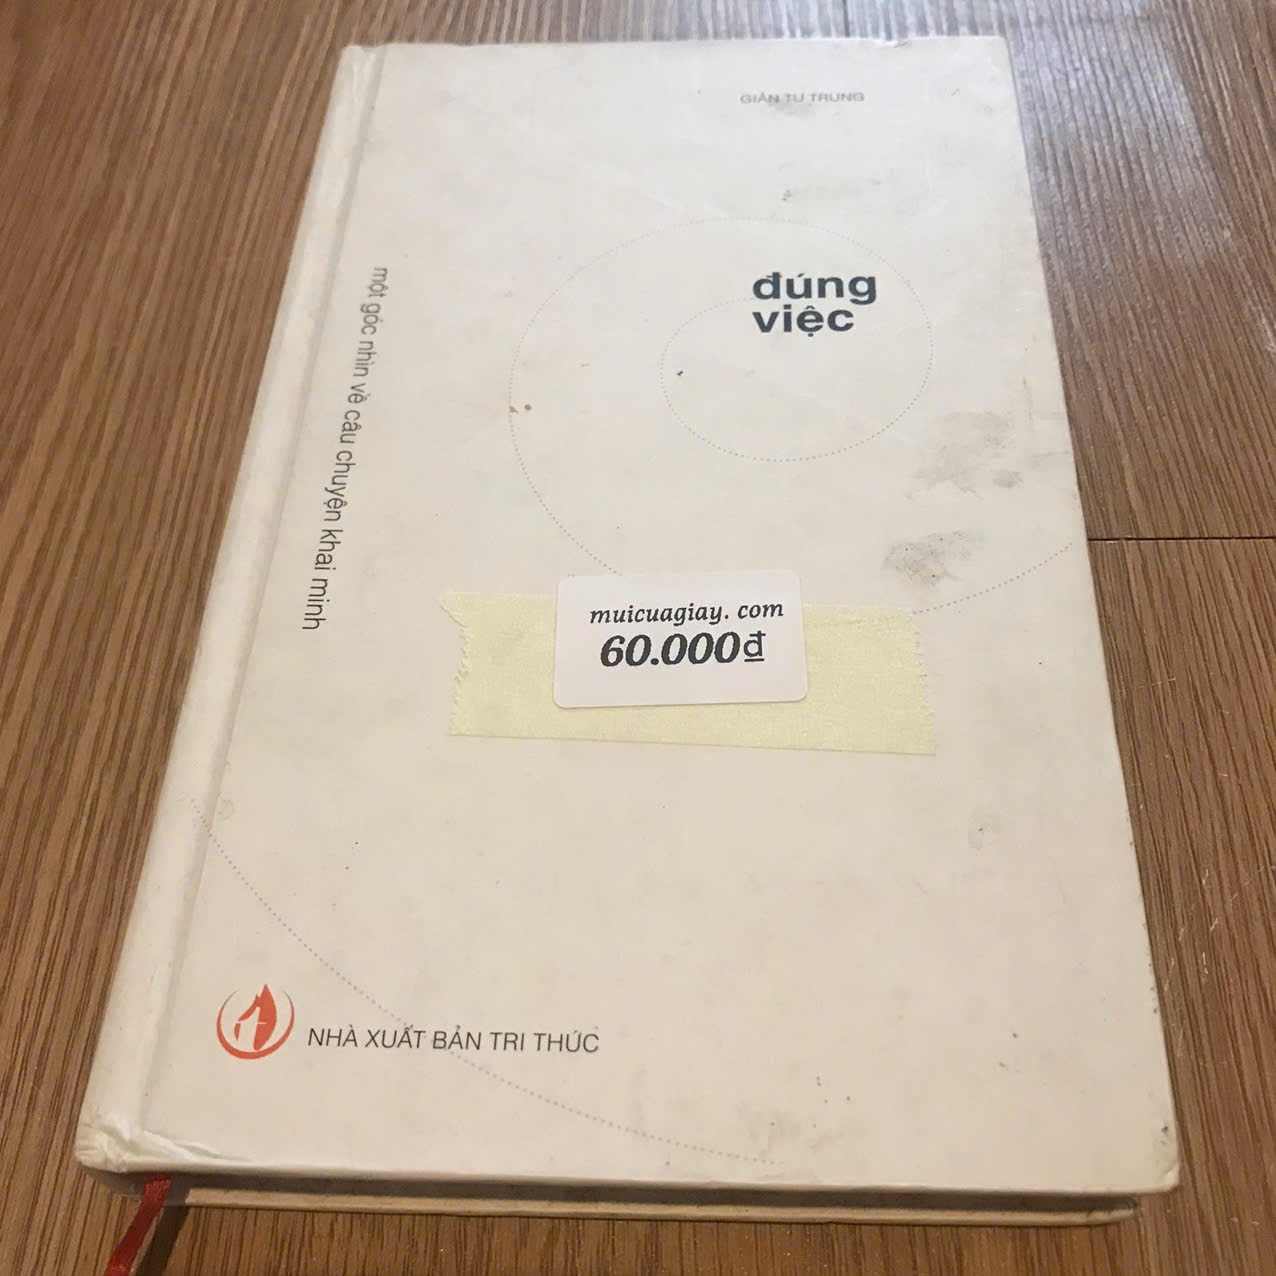 GIẢN TƯ TRUNG
đúng
việc
một góc nhìn về câu chuyện khai minh
muicuagiay. com
60.000đ
NHÀ XUẤT BẢN TRI THỨC